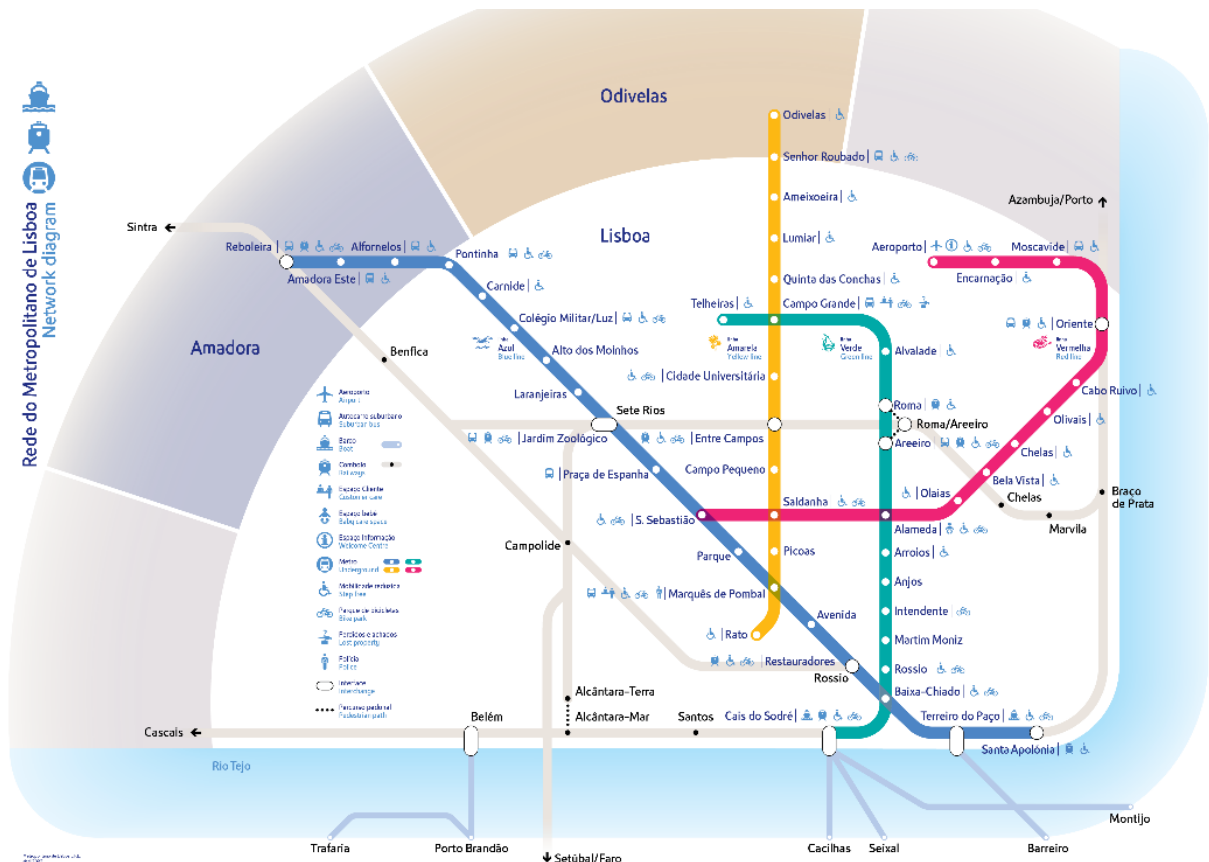 Rede do Metropolitano de Lisboa
Network diagram
Odivelas
Lisboa
Amadora
Sintra
Azambuja/Porto
Odivelas
Senhor Roubado
Ameixoeira
Lumiar
Quinta das Conchas
Campo Grande
Telheiras
Aeroporto
Moscavide
Encarnação
Oriente
Reboleira
Alfornelos
Amadora Este
Pontinha
Carnide
Colégio Militar/Luz
Alto dos Moinhos
Laranjeiras
Benfica
Linha
Azul
Blue line
Linha
Amarela
Yellow line
Linha
Verde
Green line
Linha
Vermelha
Red line
Alvalade
Cidade Universitária
Cabo Ruivo
Roma
Olivais
Sete Rios
Roma/Areeiro
Jardim Zoológico
Entre Campos
Areeiro
Chelas
Praça de Espanha
Campo Pequeno
Bela Vista
Olaias
Chelas
Braço
de Prata
Saldanha
S. Sebastião
Alameda
Marvila
Campolide
Parque
Picoas
Arroios
Anjos
Marquês de Pombal
Avenida
Intendente
Rato
Martim Moniz
Restauradores
Rossio
Rossio
Baixa-Chiado
Alcântara-Terra
Alcântara-Mar
Belém
Santos
Cais do Sodré
Terreiro do Paço
Cascais
Santa Apolónia
Rio Tejo
Trafaria
Porto Brandão
Setúbal/Faro
Cacilhas
Seixal
Barreiro
Montijo
Aeroporto
Airport
Autocarro suburbano
Suburban bus
Barco
Boat
Comboio
Railways
Espaço Cliente
Customer care
Espaço bebé
Baby care space
Espaço Informação
Welcome Centre
Metro
Underground
Mobilidade reduzida
Step free
Parque de bicicletas
Bike park
Perdidos e achados
Lost property
Polícia
Police
Interface
Interchange
Percurso pedonal
Pedestrian path